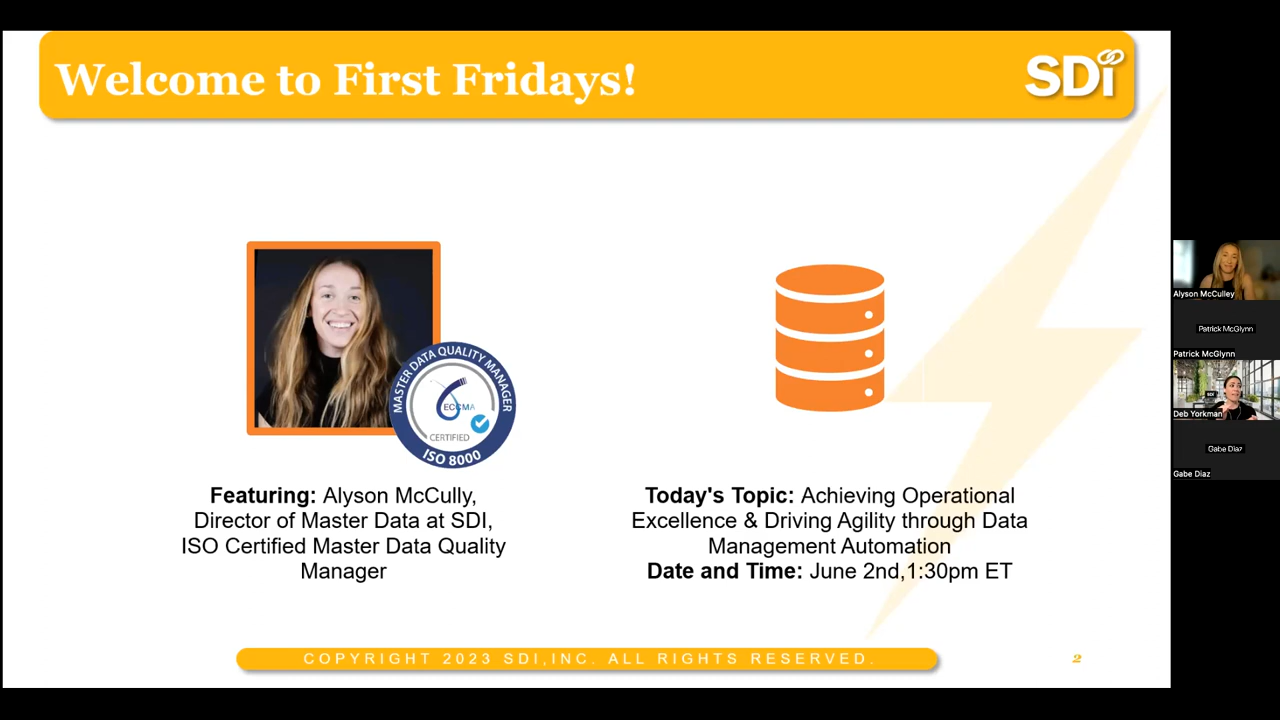 Welcome to First Fridays!
SDi
MASTER DATA QUALITY MANAGER
ECCMA
CERTIFIED
ISO 8000
Featuring: Alyson McCully,
Director of Master Data at SDI,
ISO Certified Master Data Quality
Manager
Today's Topic: Achieving Operational
Excellence & Driving Agility through Data
Management Automation
Date and Time: June 2nd,1:30pm ET
COPYRIGHT 2023 SDI,INC. ALL RIGHTS RESERVED.
2
Alyson McCulley
Patrick McGlynn
Patrick McGlynn
SDi
Deb Yorkman
Gabe Diaz
Gabe Diaz